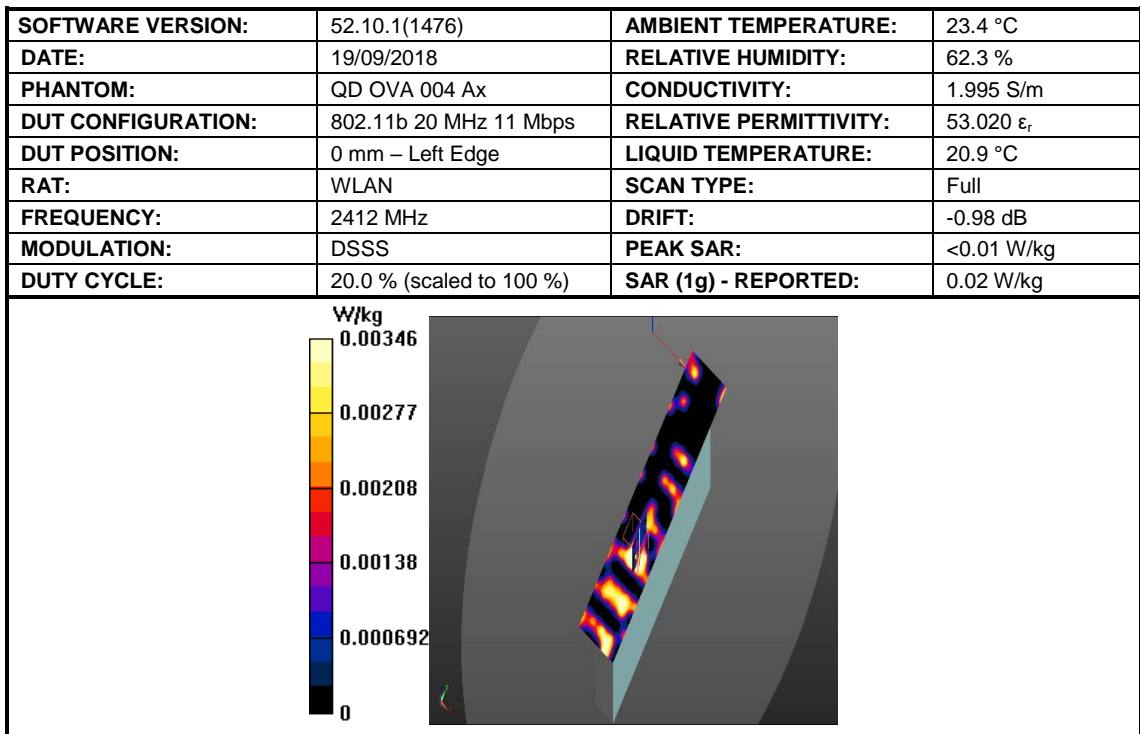 SOFTWARE VERSION: 52.10.1(1476) AMBIENT TEMPERATURE: 23.4 °C
DATE: 19/09/2018 RELATIVE HUMIDITY: 62.3 %
PHANTOM: QD OVA 004 Ax CONDUCTIVITY: 1.995 S/m
DUT CONFIGURATION: 802.11b 20 MHz 11 Mbps RELATIVE PERMITTIVITY: 53.020 εr
DUT POSITION: 0 mm – Left Edge LIQUID TEMPERATURE: 20.9 °C
RAT: WLAN SCAN TYPE: Full
FREQUENCY: 2412 MHz DRIFT: -0.98 dB
MODULATION: DSSS PEAK SAR: <0.01 W/kg
DUTY CYCLE: 20.0 % (scaled to 100 %) SAR (1g) - REPORTED: 0.02 W/kg
W/kg
0.00346
0.00277
0.00208
0.00138
0.000692
0